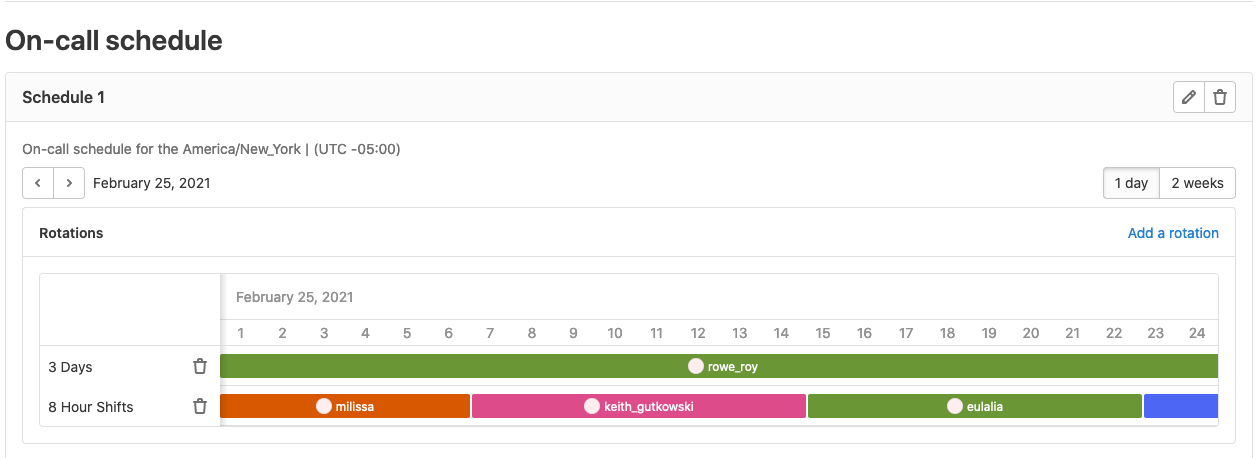 On-call schedule
Schedule 1
On-call schedule for the America/New_York | (UTC -05:00)
February 25, 2021
1 day 2 weeks
Rotations Add a rotation
February 25, 2021
1 2 3 4 5 6 7 8 9 10 11 12 13 14 15 16 17 18 19 20 21 22 23 24
3 Days rowe_roy
8 Hour Shifts milissa keith_gutkowski eulalia